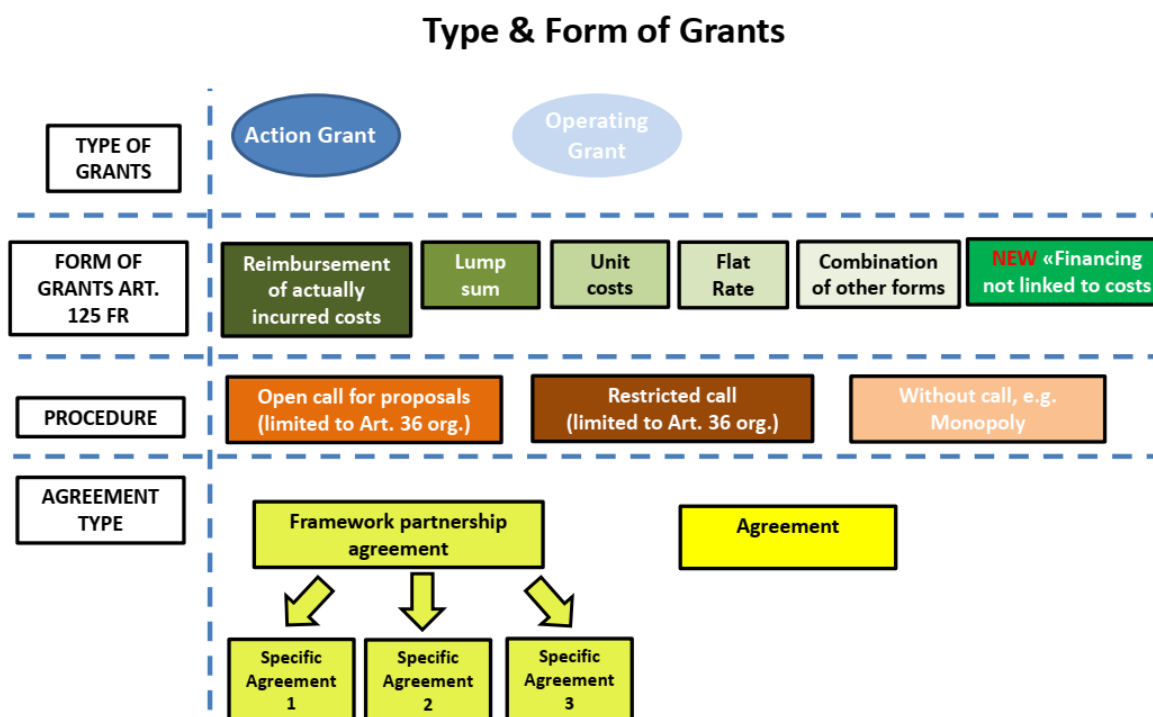 Type & Form of Grants
TYPE OF
GRANTS
Action Grant
Operating
Grant
FORM OF
GRANTS ART.
125 FR
Reimbursement
of actually
incurred costs
Lump
sum
Unit
costs
Flat
Rate
Combination
of other forms
NEW «Financing
not linked to costs
PROCEDURE
Open call for proposals
(limited to Art. 36 org.)
Restricted call
(limited to Art. 36 org.)
Without call, e.g.
Monopoly
AGREEMENT
TYPE
Framework partnership
agreement
Agreement
Specific
Agreement
1
Specific
Agreement
2
Specific
Agreement
3